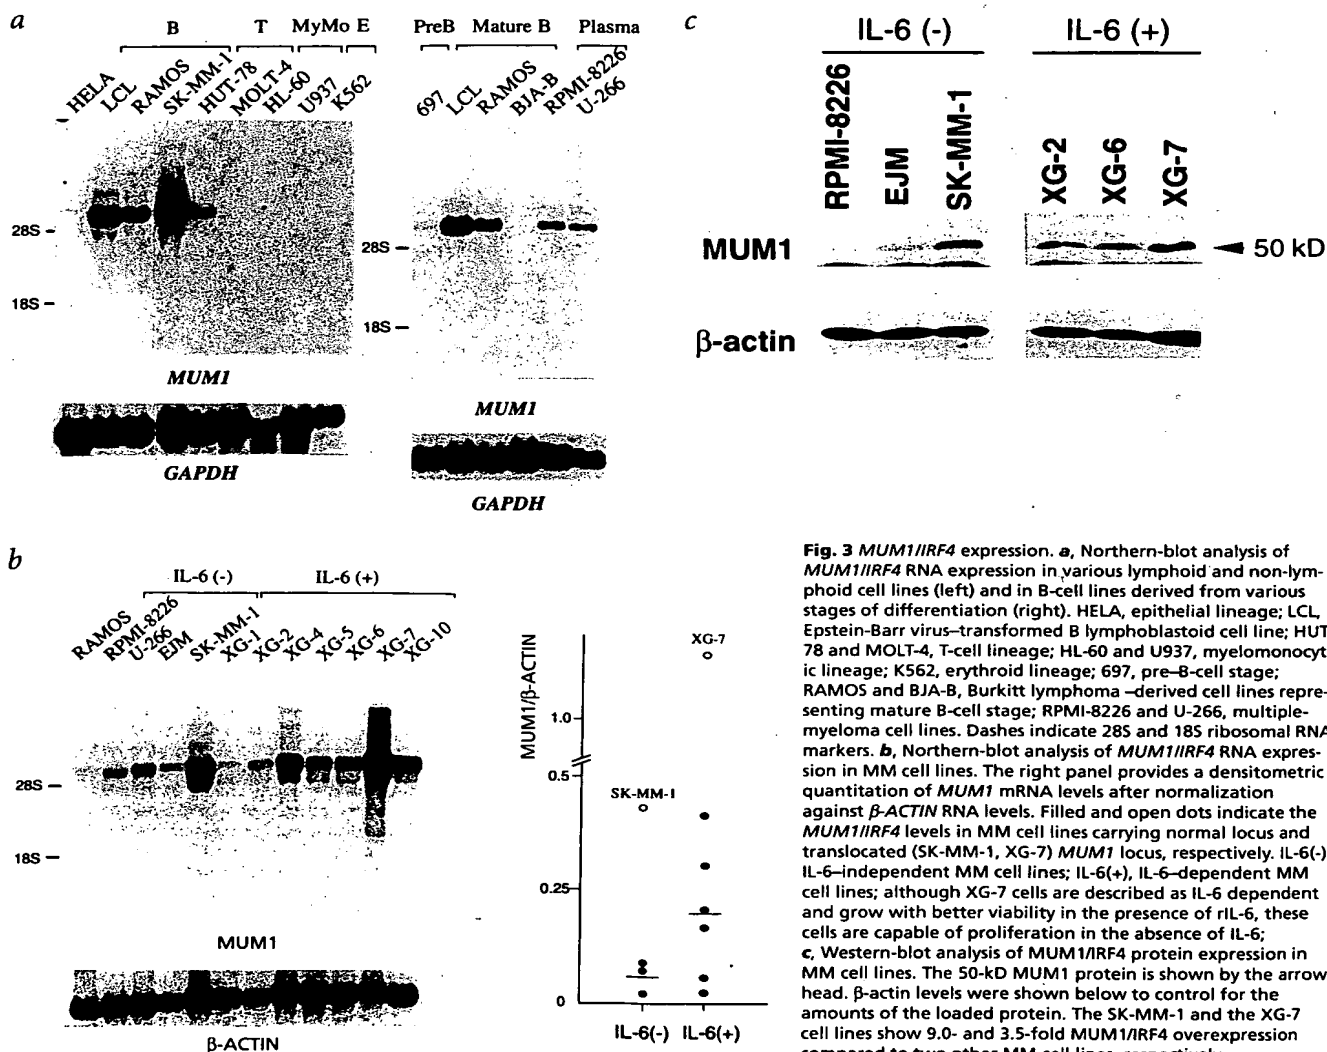 a
B T MyMo E
HELA LCL RAMOS SK-MM-1 HUT-78 MOLT-4 HL-60 U937 K562
28S
18S
MUM1
GAPDH
PreB Mature B Plasma
697 LCL RAMOS BJA-B RPMI-8226 U-266
28S
18S
MUM1
GAPDH
c
IL-6 (-) IL-6 (+)
RPMI-8226 EJM SK-MM-1 XG-2 XG-6 XG-7
MUM1
50 kD
β-actin
b
IL-6 (-) IL-6 (+)
RAMOS RPMI-8226 U-266 EJM SK-MM-1 XG-1 XG-2 XG-4 XG-5 XG-6 XG-7 XG-10
28S
18S
MUM1
β-ACTIN
MUM1/β-ACTIN
XG-7
1.0
0.5
SK-MM-1
0.25
0
IL-6(-) IL-6(+)
Fig. 3 MUM1/IRF4 expression. a, Northern-blot analysis of
MUM1/IRF4 RNA expression in various lymphoid and non-lym-
phoid cell lines (left) and in B-cell lines derived from various
stages of differentiation (right). HELA, epithelial lineage; LCL,
Epstein-Barr virus–transformed B lymphoblastoid cell line; HUT-
78 and MOLT-4, T-cell lineage; HL-60 and U937, myelomonocyt-
ic lineage; K562, erythroid lineage; 697, pre–B-cell stage;
RAMOS and BJA-B, Burkitt lymphoma –derived cell lines repre-
senting mature B-cell stage; RPMI-8226 and U-266, multiple-
myeloma cell lines. Dashes indicate 28S and 18S ribosomal RNA
markers. b, Northern-blot analysis of MUM1/IRF4 RNA expres-
sion in MM cell lines. The right panel provides a densitometric
quantitation of MUM1 mRNA levels after normalization
against β-ACTIN RNA levels. Filled and open dots indicate the
MUM1/IRF4 levels in MM cell lines carrying normal locus and
translocated (SK-MM-1, XG-7) MUM1 locus, respectively. IL-6(-)
IL-6–independent MM cell lines; IL-6(+), IL-6–dependent MM
cell lines; although XG-7 cells are described as IL-6 dependent
and grow with better viability in the presence of rIL-6, these
cells are capable of proliferation in the absence of IL-6;
c, Western-blot analysis of MUM1/IRF4 protein expression in
MM cell lines. The 50-kD MUM1 protein is shown by the arrow
head. β-actin levels were shown below to control for the
amounts of the loaded protein. The SK-MM-1 and the XG-7
cell lines show 9.0- and 3.5-fold MUM1/IRF4 overexpression
compared to two other MM cell lines, respectively